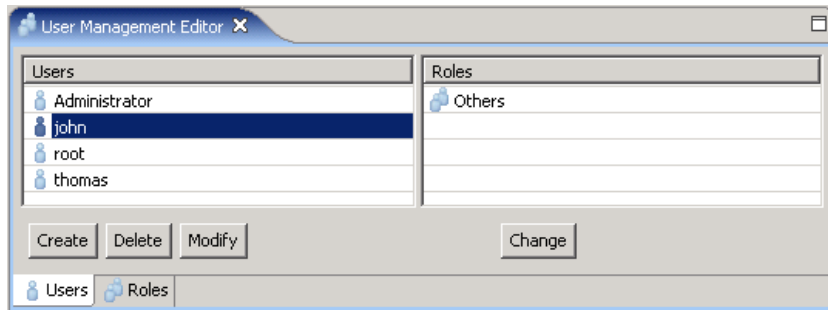 User Management Editor
Users
Administrator
john
root
thomas
Roles
Others
Create Delete Modify
Change
Users Roles